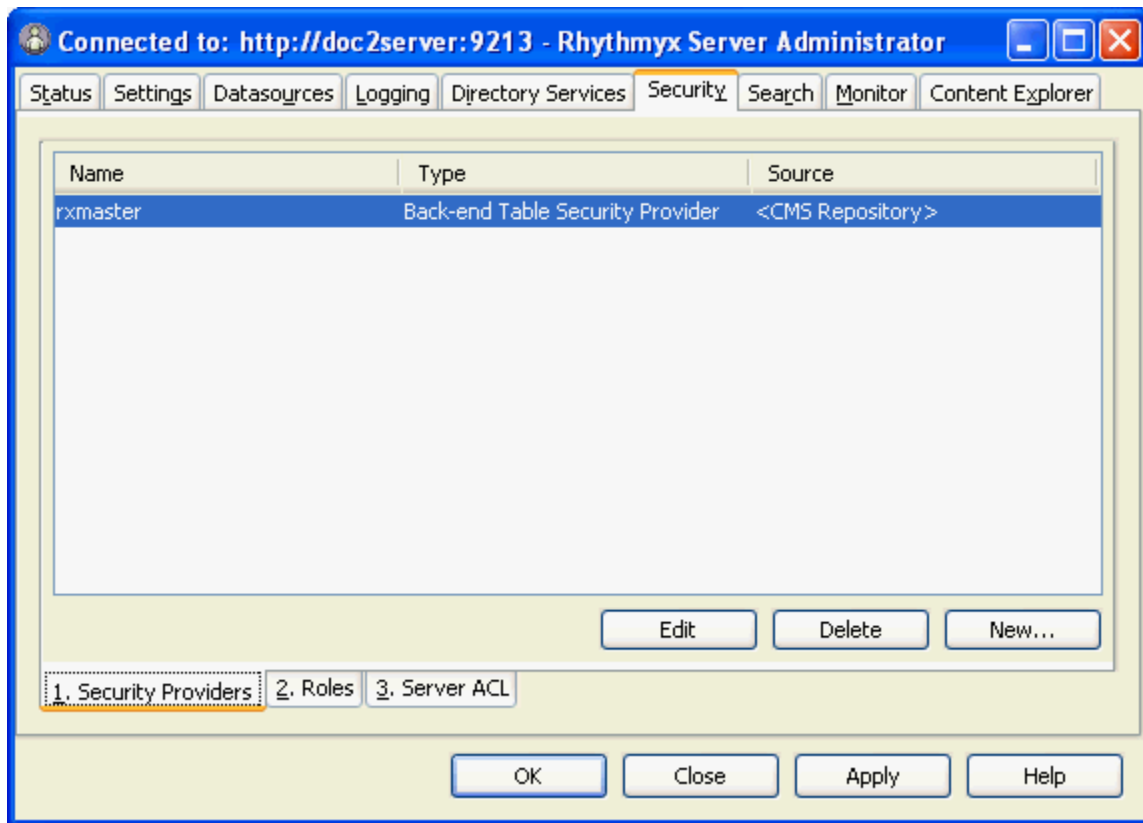 Connected to: http://doc2server:9213 - Rhythmyx Server Administrator
Status Settings Datasources Logging Directory Services Security Search Monitor Content Explorer
Name Type Source
rxmaster Back-end Table Security Provider <CMS Repository>
Edit Delete New...
1. Security Providers 2. Roles 3. Server ACL
OK Close Apply Help